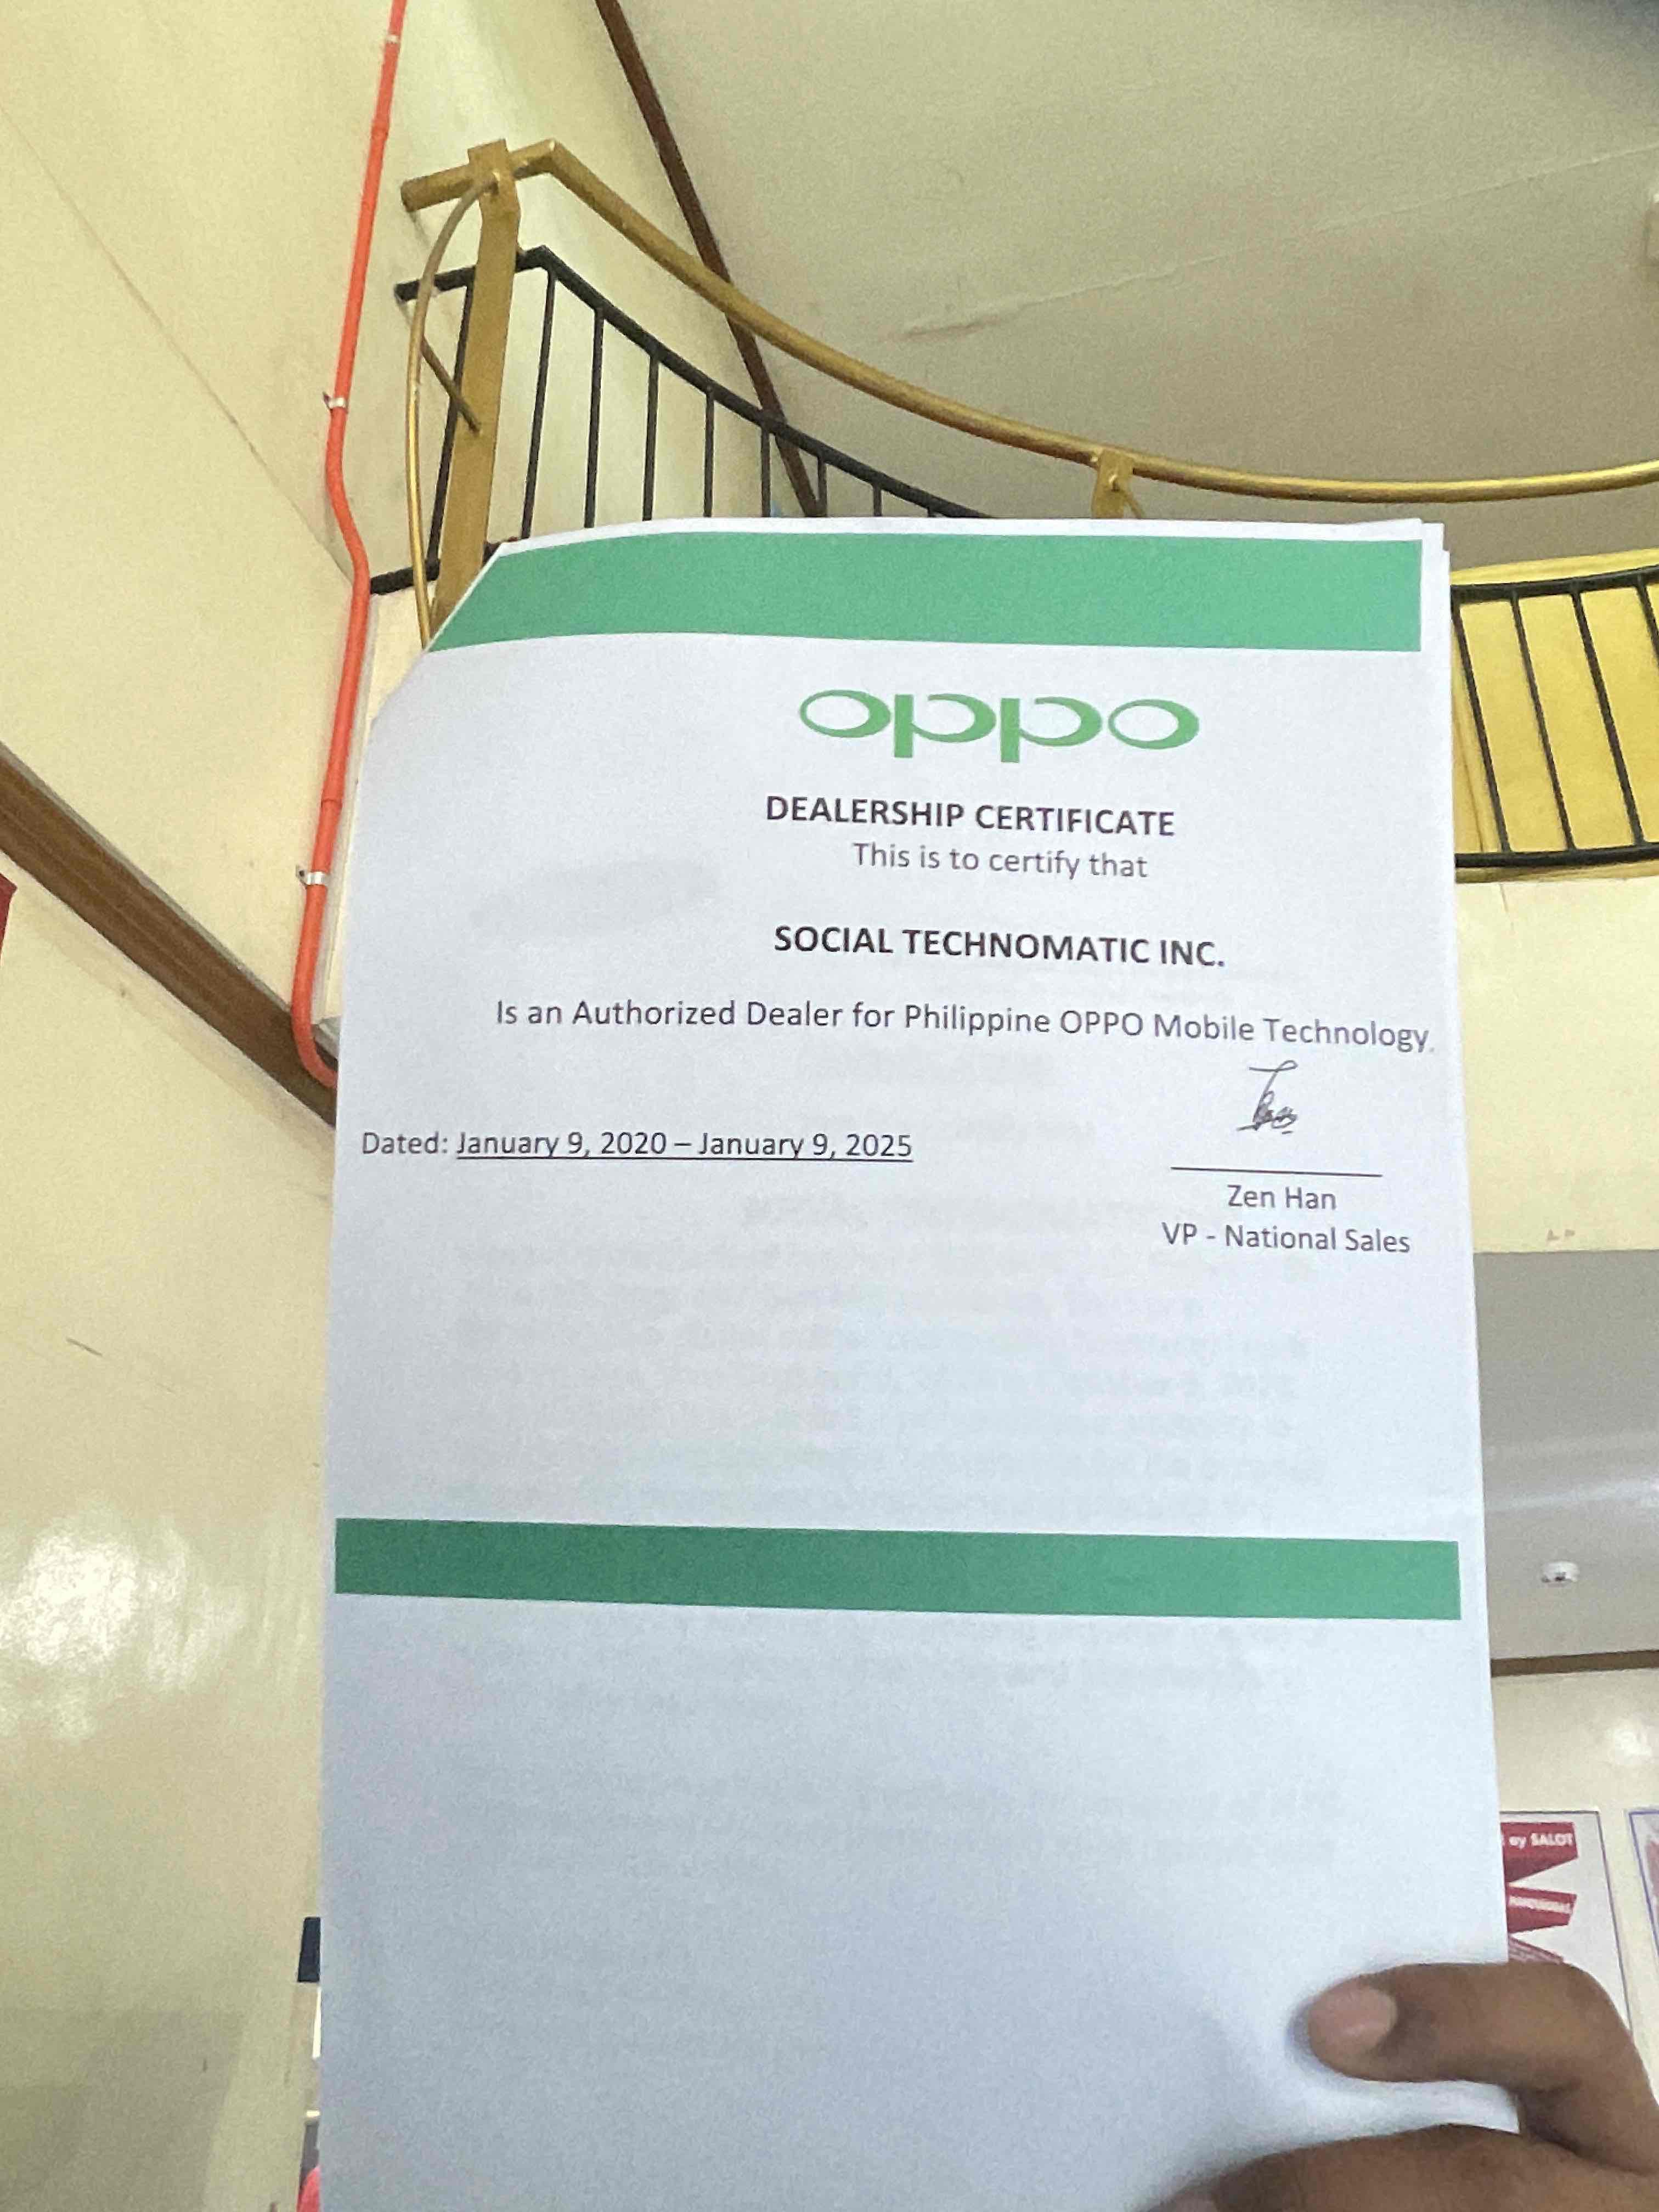 oppo
DEALERSHIP CERTIFICATE
This is to certify that
SOCIAL TECHNOMATIC INC.
Is an Authorized Dealer for Philippine OPPO Mobile Technology.
Dated: January 9, 2020 – January 9, 2025
Zen Han
VP - National Sales
ay SALOT